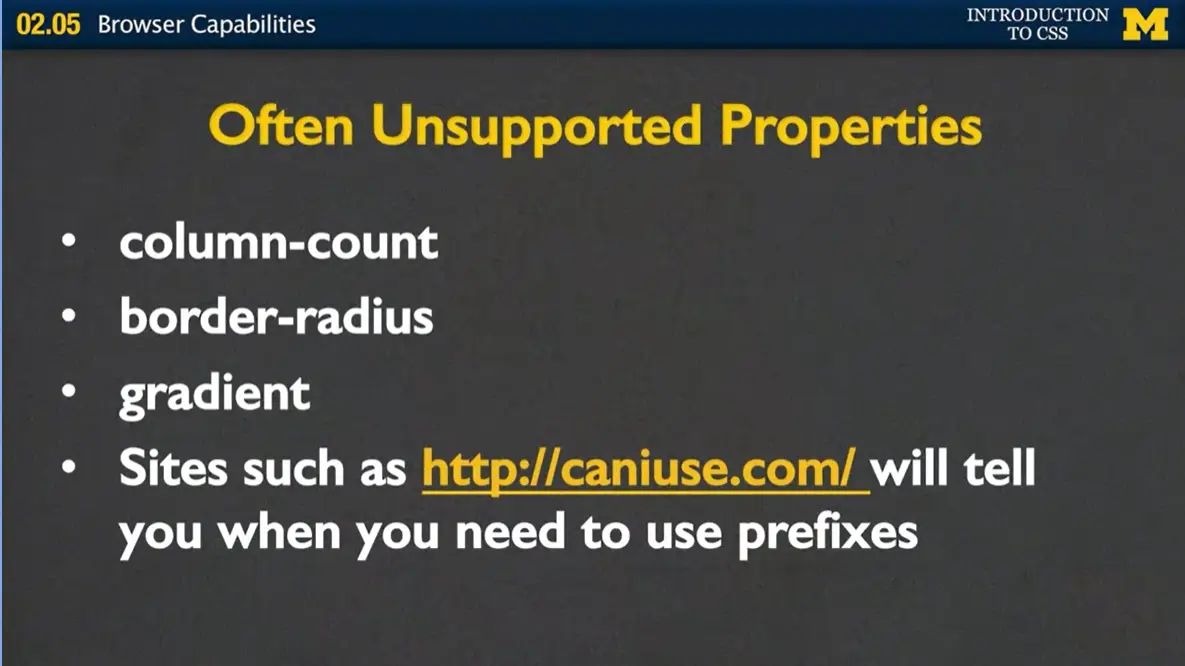 02.05 Browser Capabilities
INTRODUCTION
TO CSS
M
Often Unsupported Properties
• column-count
• border-radius
• gradient
• Sites such as http://caniuse.com/ will tell
you when you need to use prefixes